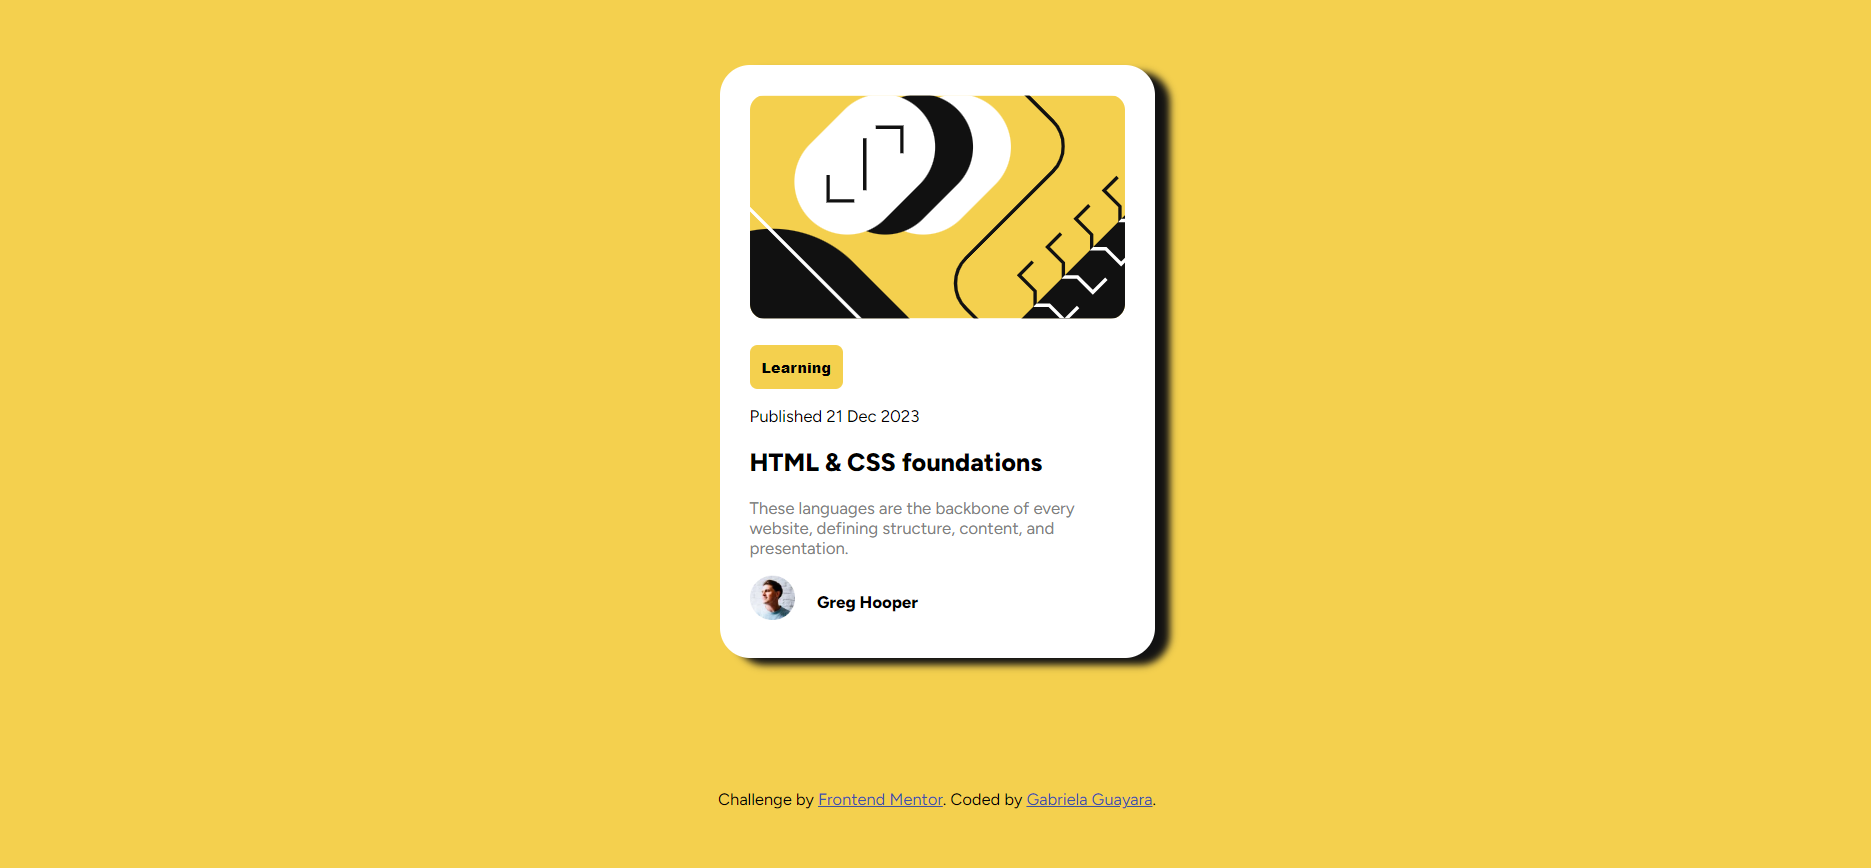 Learning
Published 21 Dec 2023
HTML & CSS foundations
These languages are the backbone of every
website, defining structure, content, and
presentation.
Greg Hooper
Challenge by Frontend Mentor. Coded by Gabriela Guayara.